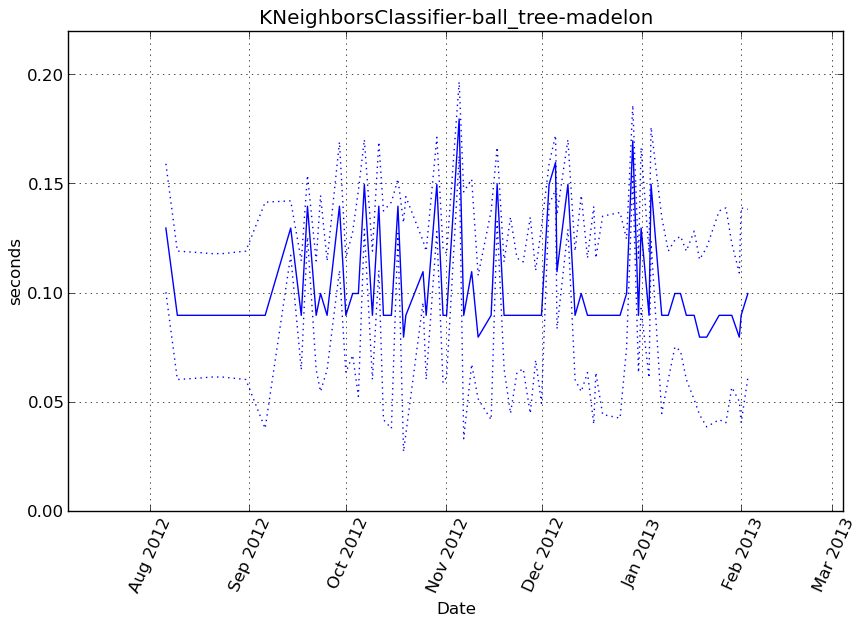 KNeighborsClassifier-ball_tree-madelon
0.20
0.15
0.10
0.05
0.00
seconds
Aug 2012
Sep 2012
Oct 2012
Nov 2012
Dec 2012
Jan 2013
Feb 2013
Mar 2013
Date